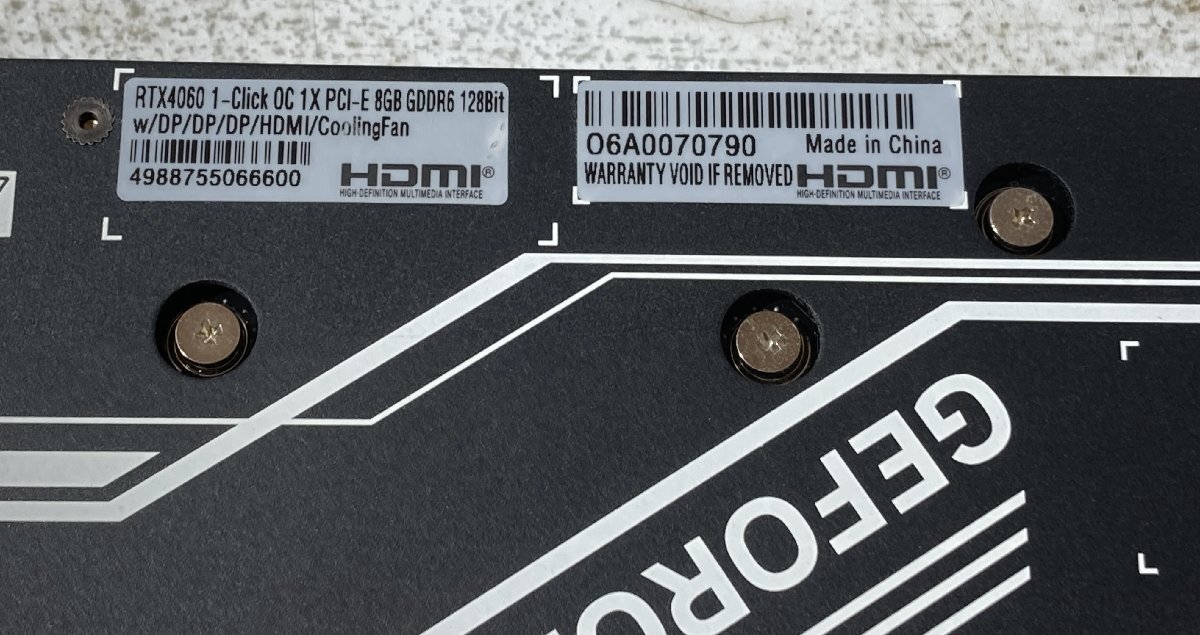 RTX4060 1-Click OC 1X PCI-E 8GB GDDR6 128Bit
w/DP/DP/DP/HDMI/CoolingFan
4988755066600
HDMI®
HIGH-DEFINITION MULTIMEDIA INTERFACE
O6A0070790
Made in China
WARRANTY VOID IF REMOVED
HDMI®
HIGH-DEFINITION MULTIMEDIA INTERFACE
GEFORC